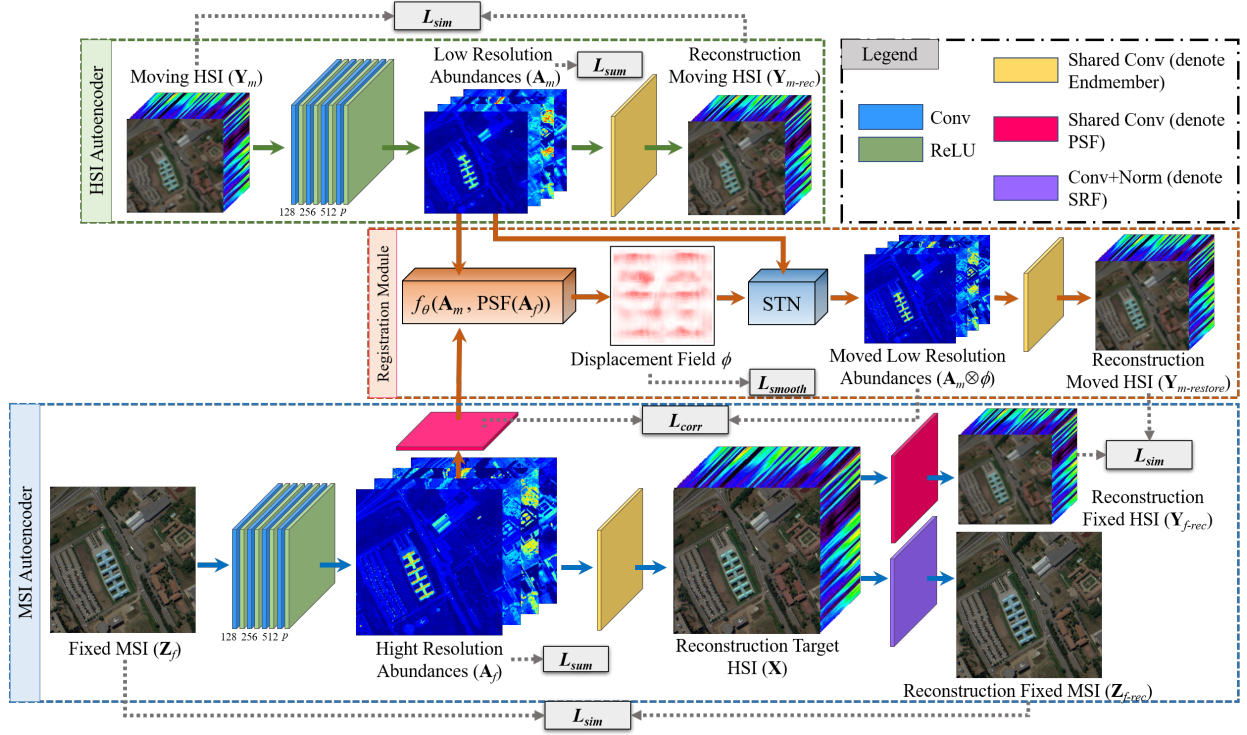 L_sim
HSI Autoencoder
Moving HSI (Y_m)
Low Resolution
Abundances (A_m)
L_sum
Reconstruction
Moving HSI (Y_m-rec)
128 256 512 p
Legend
Conv
ReLU
Shared Conv (denote
Endmember)
Shared Conv (denote
PSF)
Conv+Norm (denote
SRF)
Registration Module
f_θ(A_m, PSF(A_f))
STN
Displacement Field ϕ
L_smooth
Moved Low Resolution
Abundances (A_m⊗ϕ)
Reconstruction
Moved HSI (Y_m-restore)
MSI Autoencoder
L_corr
L_sim
Reconstruction
Fixed HSI (Y_f-rec)
128 256 512 p
Fixed MSI (Z_f)
Hight Resolution
Abundances (A_f)
L_sum
Reconstruction Target
HSI (X)
Reconstruction Fixed MSI (Z_f-rec)
L_sim